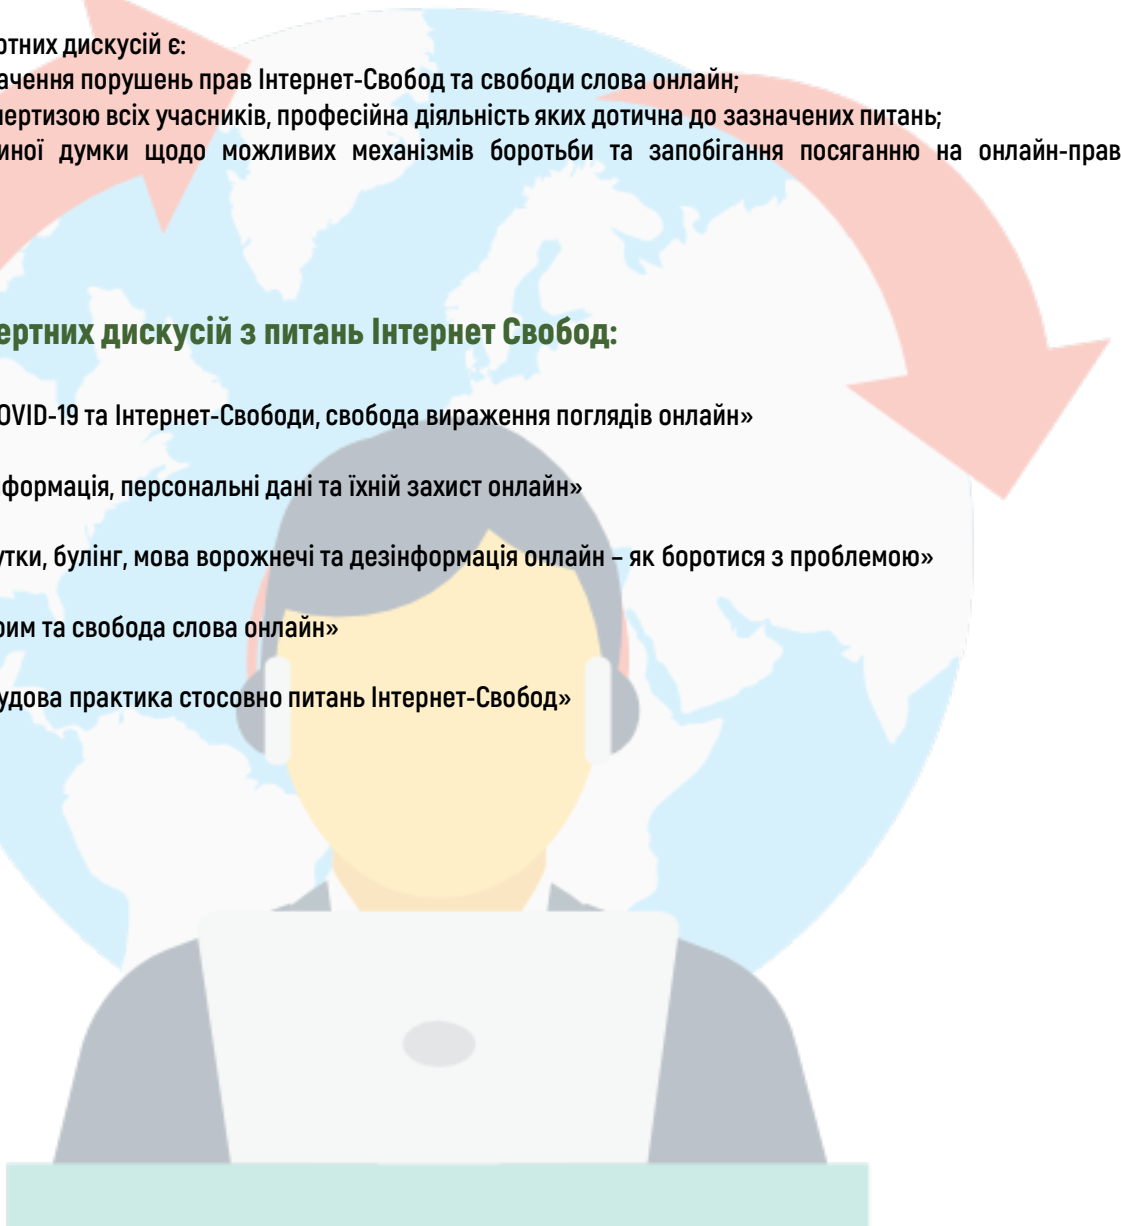 ртних дискусій є:
ачення порушень прав Інтернет-Свобод та свободи слова онлайн;
пертизою всіх учасників, професійна діяльність яких дотична до зазначених питань;
иної думки щодо можливих механізмів боротьби та запобігання посяганню на онлайн-прав
ертних дискусій з питань Інтернет Свобод:
OVID-19 та Інтернет-Свободи, свобода вираження поглядів онлайн»
формація, персональні дані та їхній захист онлайн»
утки, булінг, мова ворожнечі та дезінформація онлайн – як боротися з проблемою»
рим та свобода слова онлайн»
удова практика стосовно питань Інтернет-Свобод»